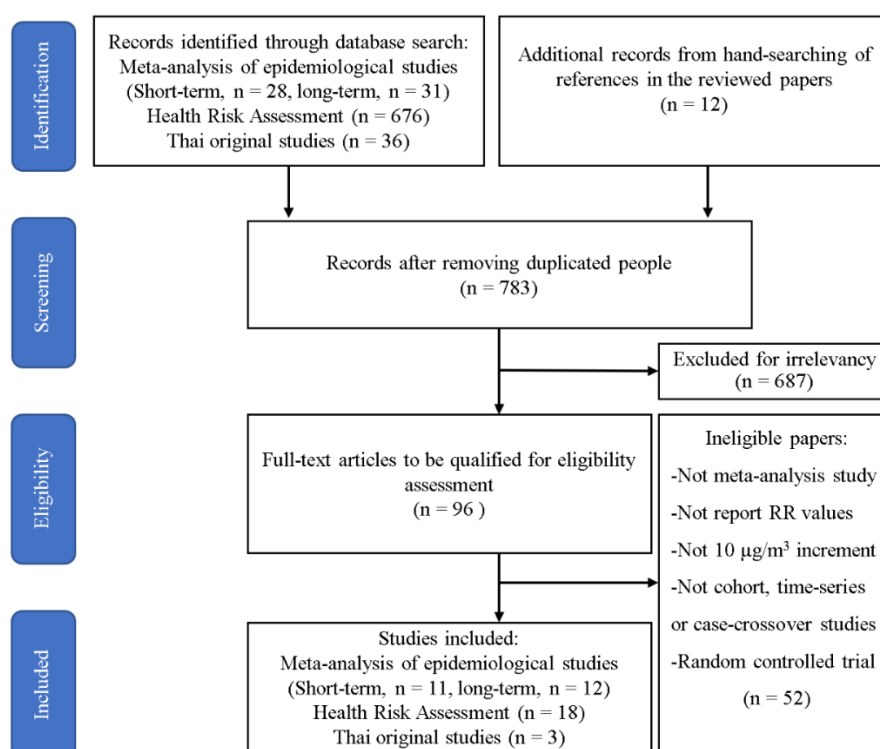 Identification
Records identified through database search:
Meta-analysis of epidemiological studies
(Short-term, n = 28, long-term, n = 31)
Health Risk Assessment (n = 676)
Thai original studies (n = 36)
Additional records from hand-searching of
references in the reviewed papers
(n = 12)
Screening
Records after removing duplicated people
(n = 783)
Excluded for irrelevancy
(n = 687)
Eligibility
Full-text articles to be qualified for eligibility
assessment
(n = 96 )
Ineligible papers:
-Not meta-analysis study
-Not report RR values
-Not 10 µg/m³ increment
-Not cohort, time-series
or case-crossover studies
-Random controlled trial
(n = 52)
Included
Studies included:
Meta-analysis of epidemiological studies
(Short-term, n = 11, long-term, n = 12)
Health Risk Assessment (n = 18)
Thai original studies (n = 3)